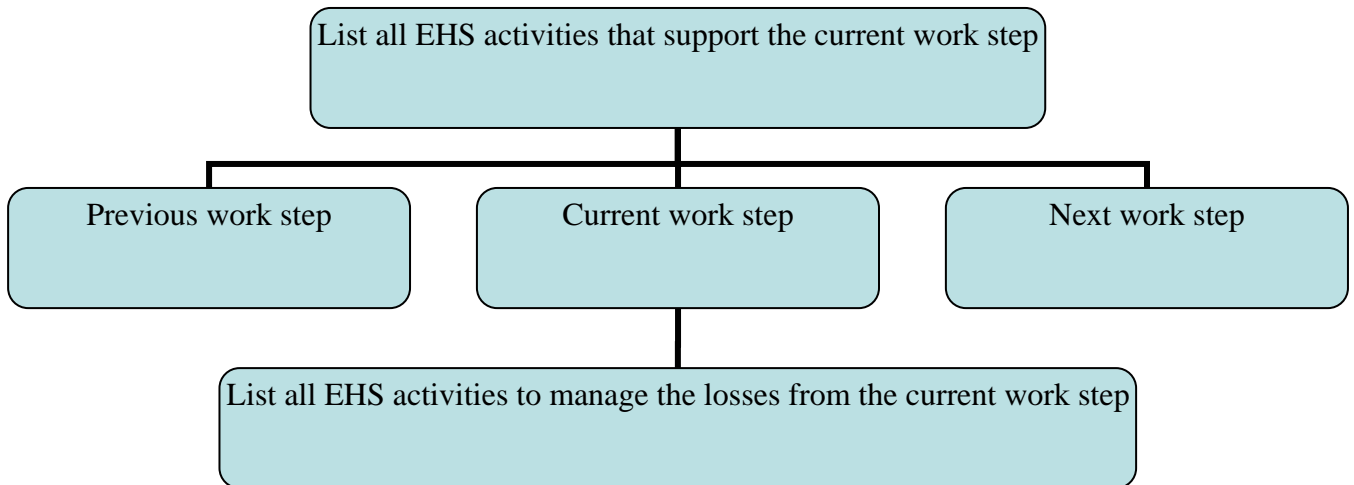 List all EHS activities that support the current work step
Previous work step
Current work step
Next work step
List all EHS activities to manage the losses from the current work step